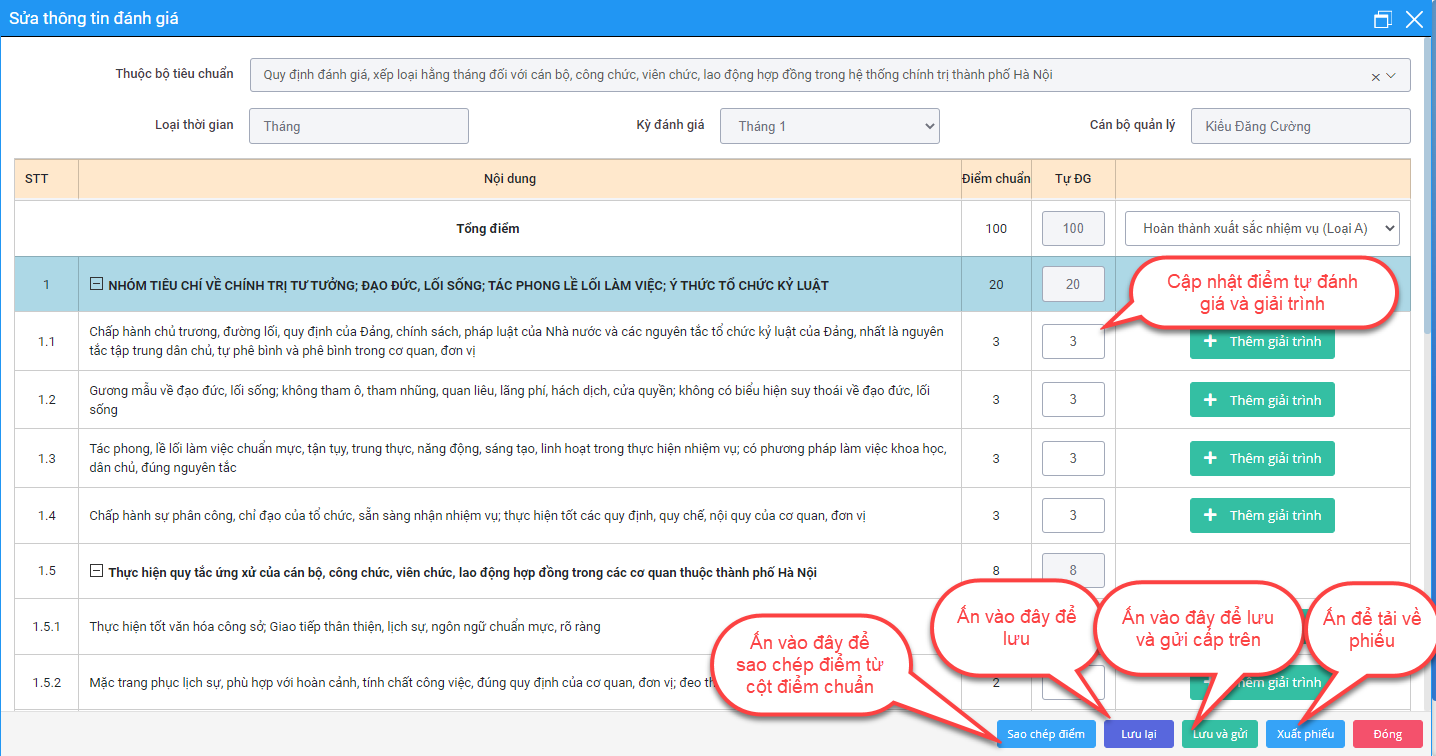 Sửa thông tin đánh giá
Thuộc bộ tiêu chuẩn
Quy định đánh giá, xếp loại hằng tháng đối với cán bộ, công chức, viên chức, lao động hợp đồng trong hệ thống chính trị thành phố Hà Nội
Loại thời gian
Tháng
Kỳ đánh giá
Tháng 1
Cán bộ quản lý
Kiều Đăng Cường
STT
Nội dung
Điểm chuẩn
Tự ĐG
Tổng điểm
100
100
Hoàn thành xuất sắc nhiệm vụ (Loại A)
1
NHÓM TIÊU CHÍ VỀ CHÍNH TRỊ TƯ TƯỞNG; ĐẠO ĐỨC, LỐI SỐNG; TÁC PHONG LỀ LỐI LÀM VIỆC; Ý THỨC TỔ CHỨC KỶ LUẬT
20
20
Cập nhật điểm tự đánh
giá và giải trình
1.1
Chấp hành chủ trương, đường lối, quy định của Đảng, chính sách, pháp luật của Nhà nước và các nguyên tắc tổ chức kỷ luật của Đảng, nhất là nguyên
tắc tập trung dân chủ, tự phê bình và phê bình trong cơ quan, đơn vị
3
3
Thêm giải trình
1.2
Gương mẫu về đạo đức, lối sống; không tham ô, tham nhũng, quan liêu, lãng phí, hách dịch, cửa quyền; không có biểu hiện suy thoái về đạo đức, lối
sống
3
3
Thêm giải trình
1.3
Tác phong, lề lối làm việc chuẩn mực, tận tụy, trung thực, năng động, sáng tạo, linh hoạt trong thực hiện nhiệm vụ; có phương pháp làm việc khoa học,
dân chủ, đúng nguyên tắc
3
3
Thêm giải trình
1.4
Chấp hành sự phân công, chỉ đạo của tổ chức, sẵn sàng nhận nhiệm vụ; thực hiện tốt các quy định, quy chế, nội quy của cơ quan, đơn vị
3
3
Thêm giải trình
1.5
Thực hiện quy tắc ứng xử của cán bộ, công chức, viên chức, lao động hợp đồng trong các cơ quan thuộc thành phố Hà Nội
8
8
1.5.1
Thực hiện tốt văn hóa công sở; Giao tiếp thân thiện, lịch sự, ngôn ngữ chuẩn mực, rõ ràng
1.5.2
Mặc trang phục lịch sự, phù hợp với hoàn cảnh, tính chất công việc, đúng quy định của cơ quan, đơn vị; đeo
2
giải trình
Ấn vào đây để
sao chép điểm từ
cột điểm chuẩn
Ấn vào đây để
lưu
Ấn vào đây để lưu
và gửi cấp trên
Ấn để tải về
phiếu
Sao chép điểm
Lưu lại
Lưu và gửi
Xuất phiếu
Đóng